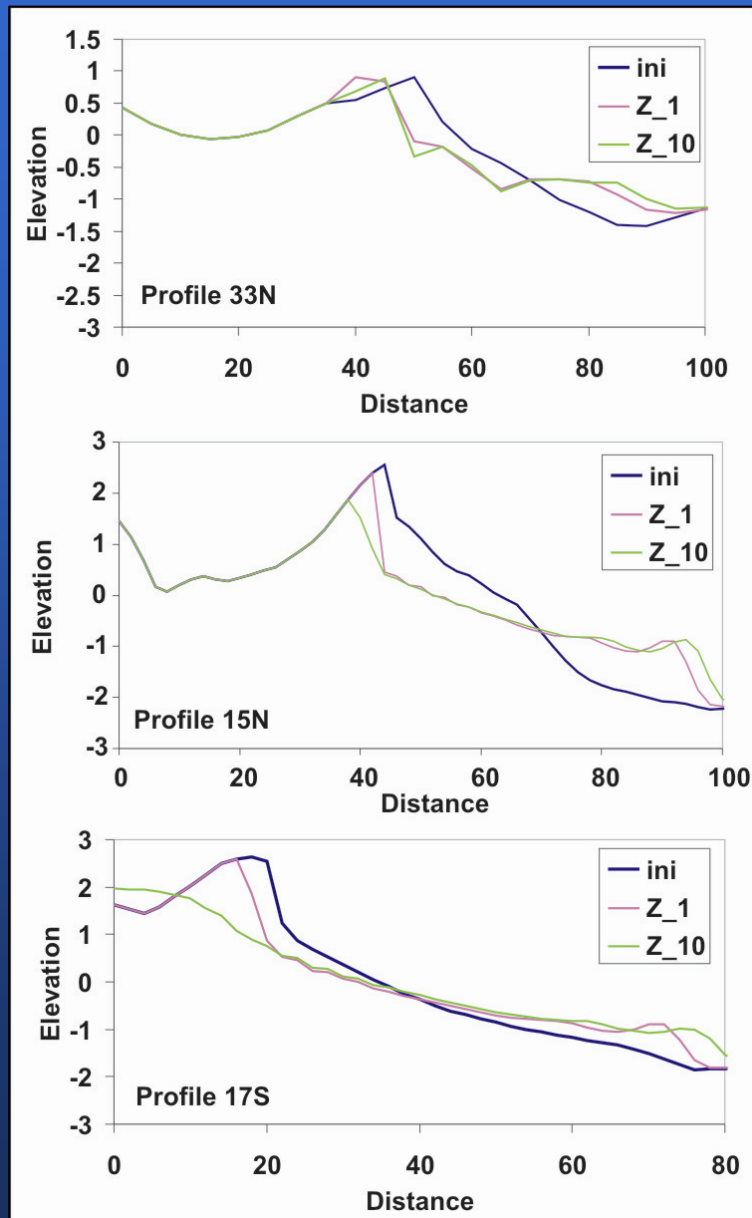 1.5
1
0.5
0
-0.5
-1
-1.5
-2
-2.5
-3
Elevation
ini
Z_1
Z_10
Profile 33N
0 20 40 60 80 100
Distance
3
2
1
0
-1
-2
-3
Elevation
ini
Z_1
Z_10
Profile 15N
0 20 40 60 80 100
Distance
3
2
1
0
-1
-2
-3
Elevation
ini
Z_1
Z_10
Profile 17S
0 20 40 60 80
Distance